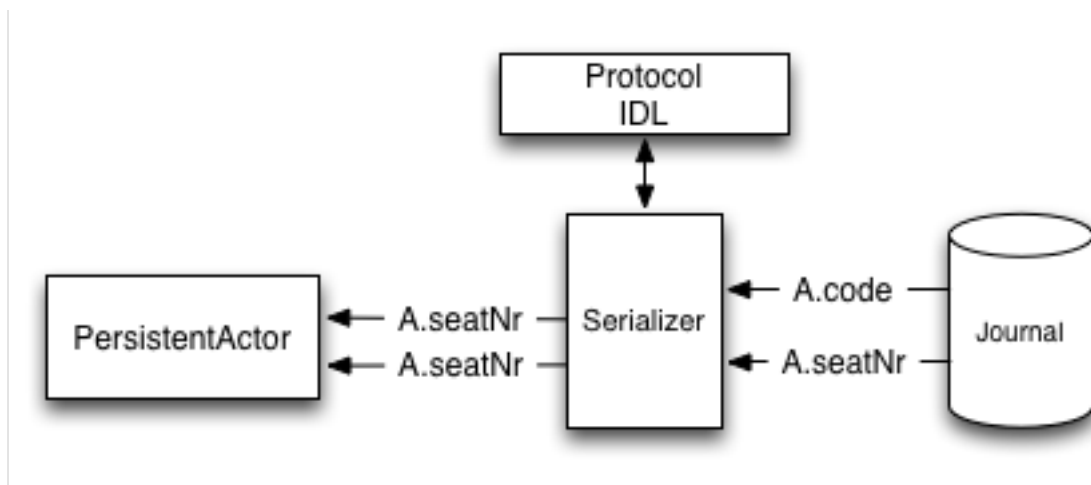 Protocol
IDL
A.code
A.seatNr
Serializer
Journal
PersistentActor
A.seatNr
A.seatNr